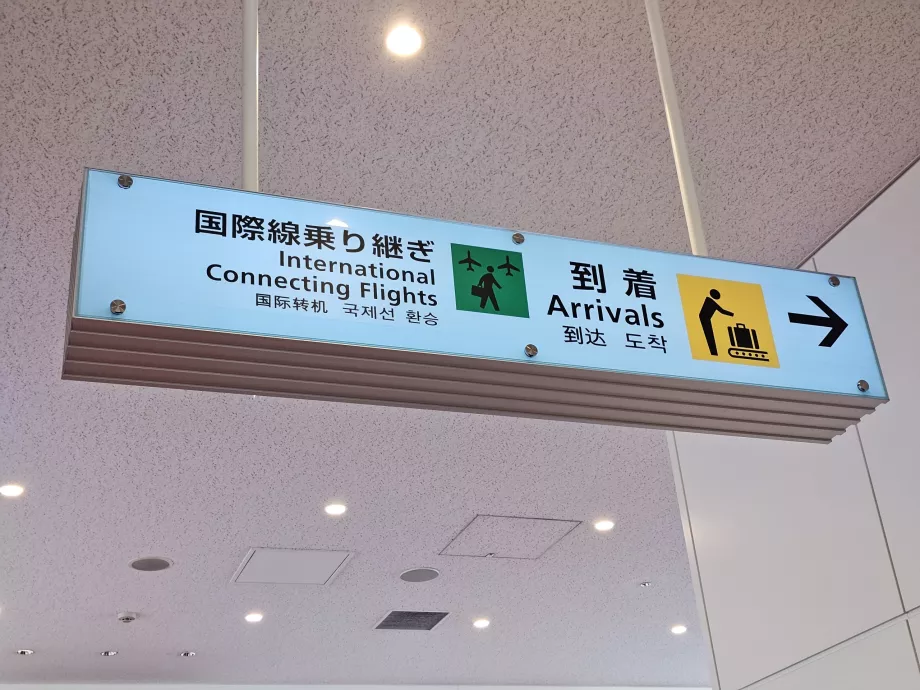 国際線乗り継ぎ
International
Connecting Flights
国际转机 국제선 환승
到着
Arrivals
到达 도착